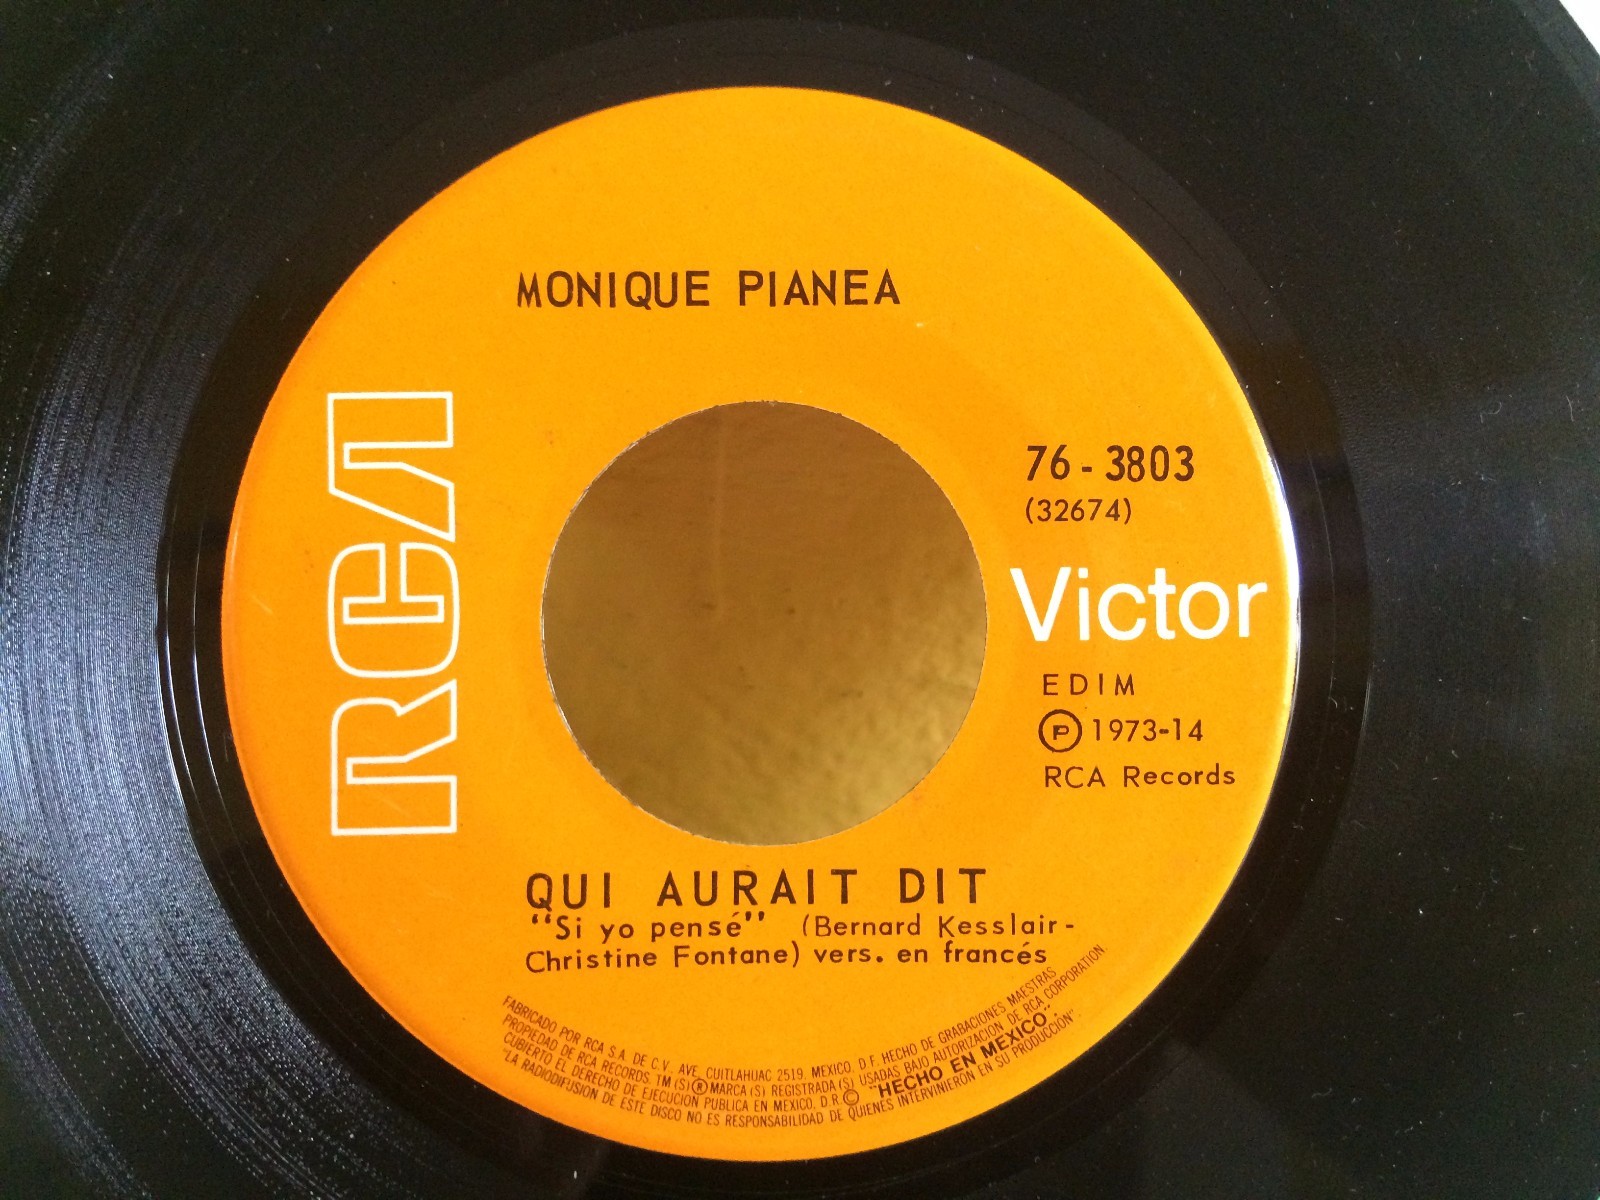 MONIQUE PIANEA
RCA
76-3803
(32674)
Victor
EDIM
Ⓟ 1973-14
RCA Records
QUI AURAIT DIT
"Si yo pensé" (Bernard Kesslair-
Christine Fontane) vers. en francés
FABRICADO POR RCA S.A. DE C.V. AVE. CUITLAHUAC 2519, MEXICO, D F. HECHO DE GRABACIONES MAESTRAS
PROPIEDAD DE RCA RECORDS. TM (S) ® MARCA (S) REGISTRADA (S) USADAS BAJO AUTORIZACION DE RCA CORPORATION.
CUBIERTO EL DERECHO DE EJECUCION PUBLICA EN MEXICO, D.R. © "HECHO EN MEXICO".
"LA RADIODIFUSION DE ESTE DISCO NO ES RESPONSABILIDAD DE QUIENES INTERVINIERON EN SU PRODUCCIÓN".